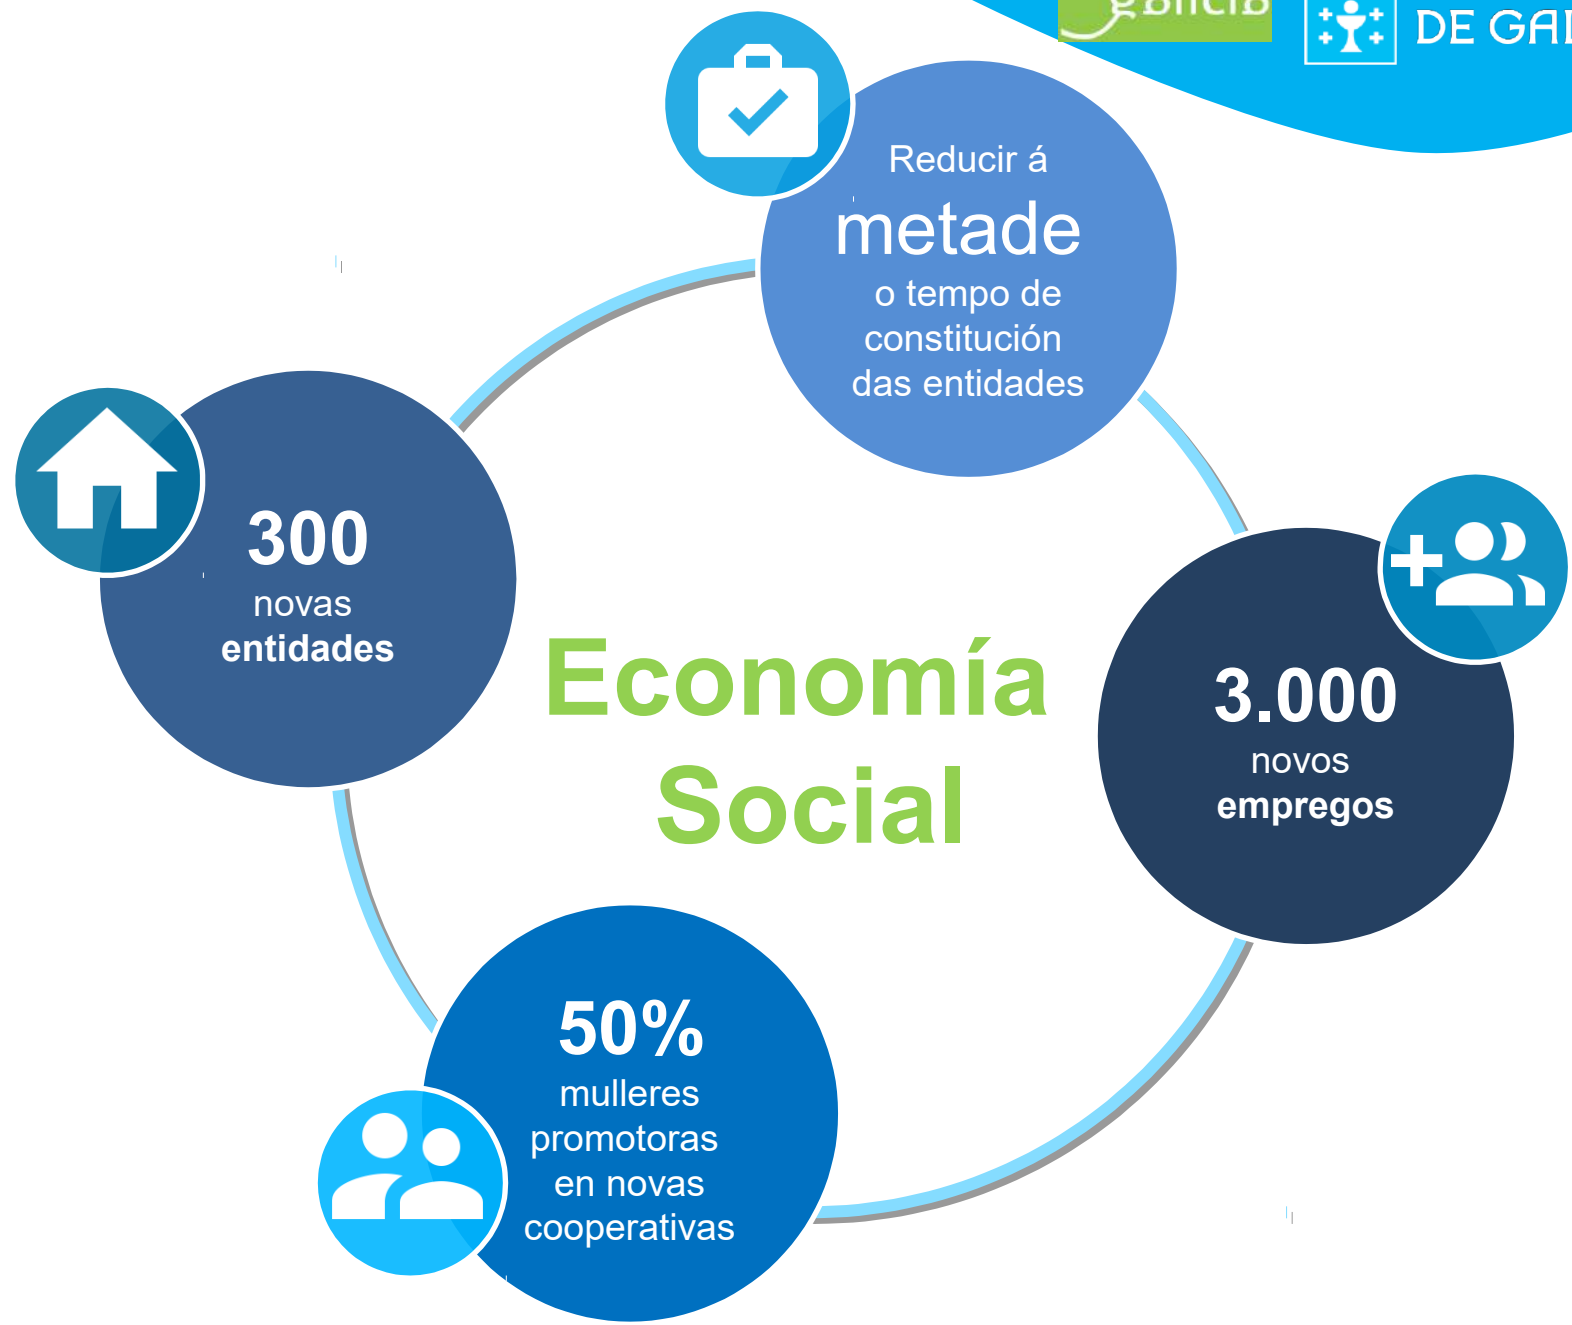 DE
Reducir á
metade
o tempo de
constitución
das entidades
300
novas
entidades
Economía
Social
3.000
novos
empregos
50%
mulleres
promotoras
en novas
cooperativas